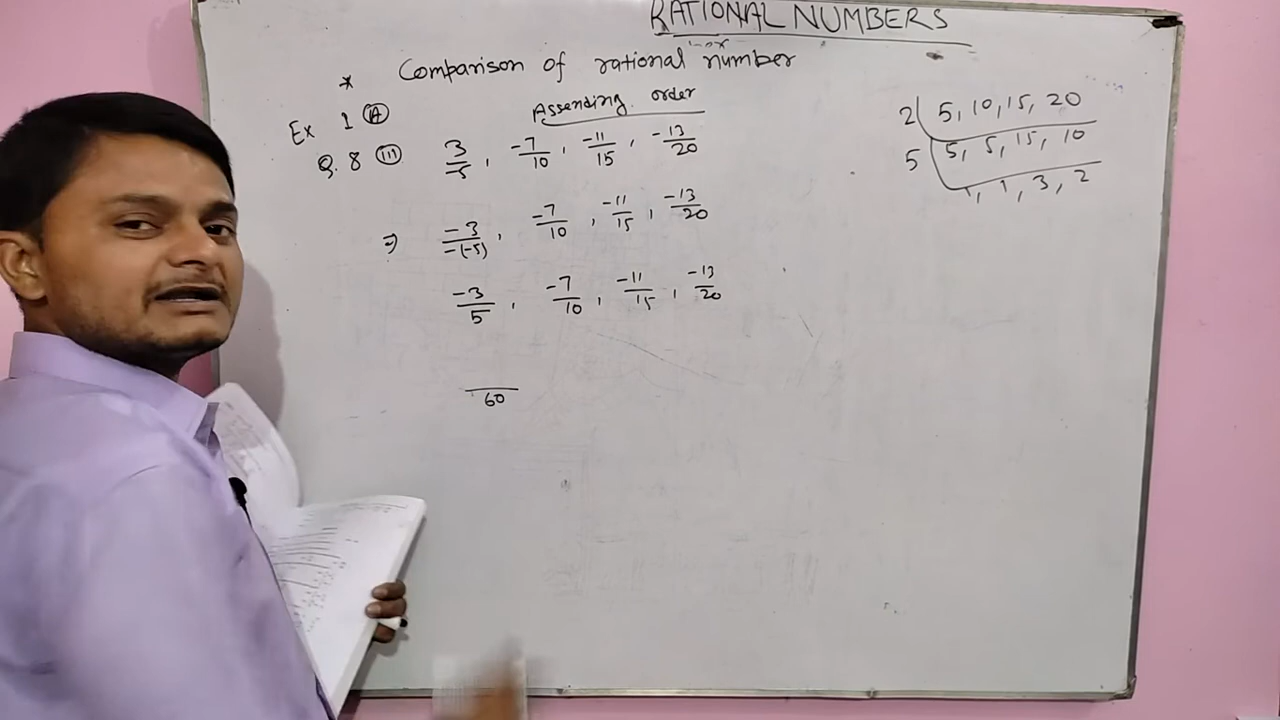 RATIONAL NUMBERS
* Comparison of rational number
Assending order
Ex 1 (A)
Q. 8 (iii) 3/-5, -7/10, -11/15, -13/20
=> -3/-(-5), -7/10, -11/15, -13/20
-3/5, -7/10, -11/15, -13/20
/60
2 | 5, 10, 15, 20
5 | 5, 5, 15, 10
1, 1, 3, 2